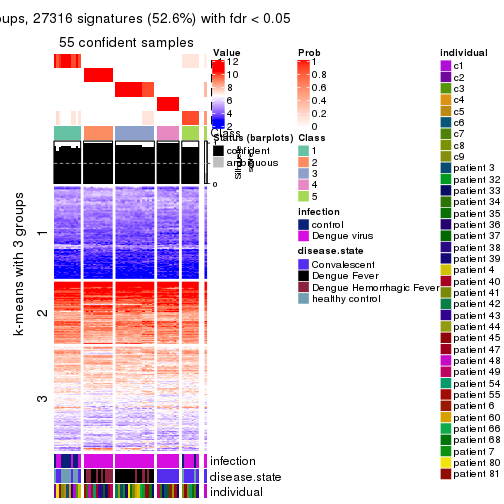 oups, 27316 signatures (52.6%) with fdr < 0.05
55 confident samples
k-means with 3 groups
1
2
3
Class
0
infection
disease.state
individual
Value
12
10
8
6
4
2
Status (barplots)
confident
ambiguous
Prob
1
0.8
0.6
0.4
0.2
0
Class
1
2
3
4
5
infection
control
Dengue virus
disease.state
Convalescent
Dengue Fever
Dengue Hemorrhagic Fever
healthy control
individual
c1
c2
c3
c4
c5
c6
c7
c8
c9
patient 3
patient 32
patient 33
patient 34
patient 35
patient 36
patient 37
patient 38
patient 39
patient 4
patient 40
patient 41
patient 42
patient 43
patient 44
patient 45
patient 47
patient 48
patient 49
patient 54
patient 55
patient 6
patient 60
patient 66
patient 68
patient 7
patient 80
patient 81